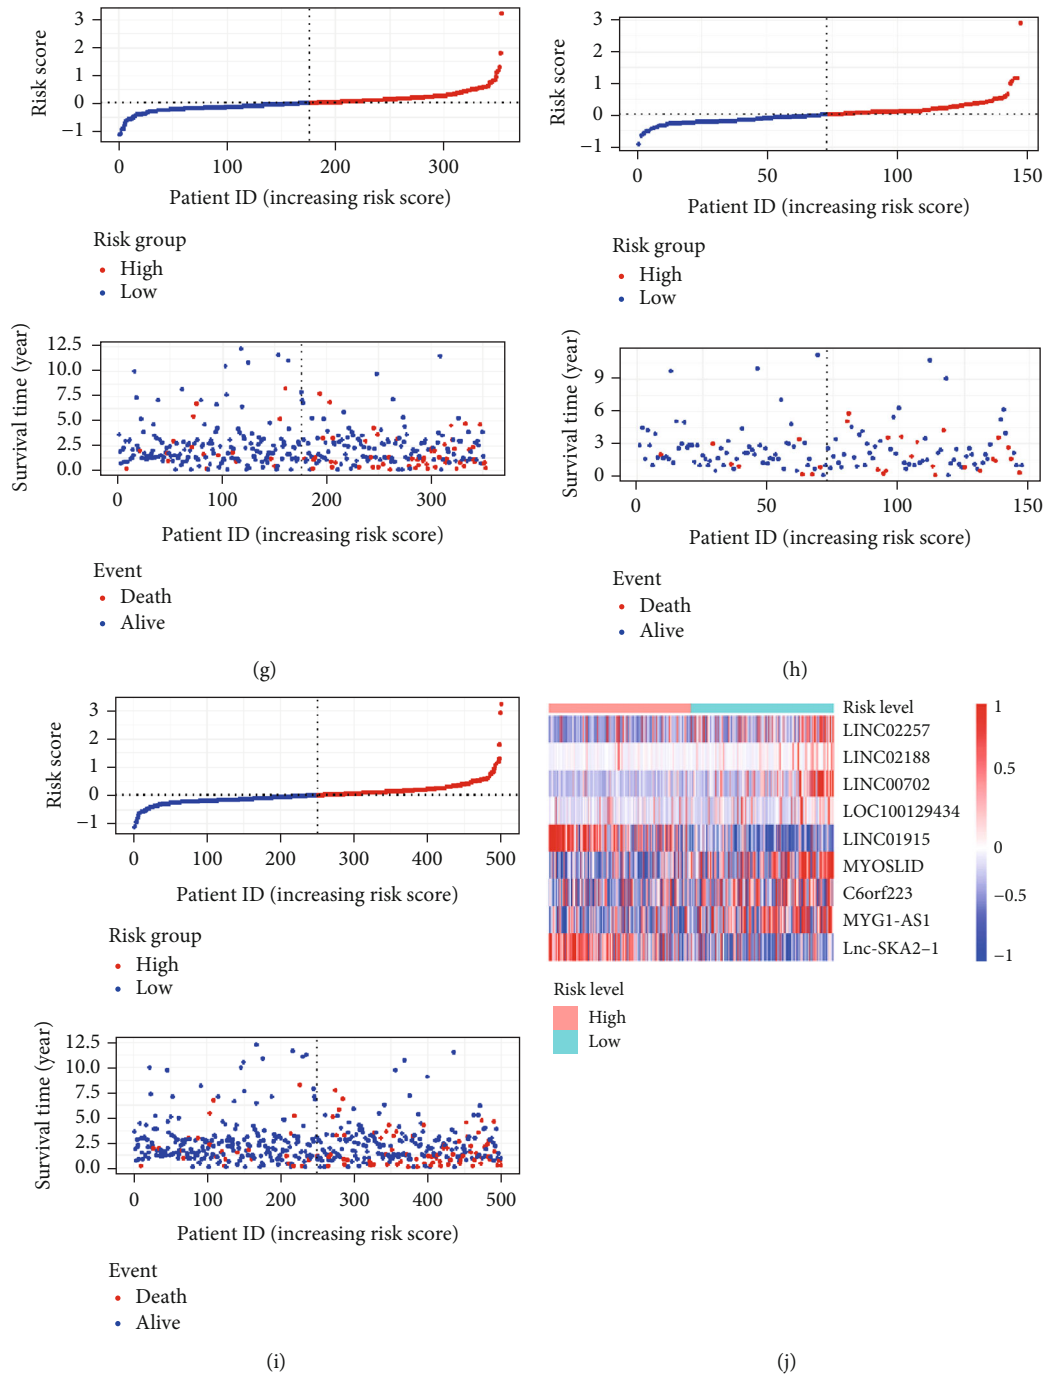 3
2
1
0
−1
Risk score
0
100
200
300
Patient ID (increasing risk score)
Risk group
High
Low
12.5
10.0
7.5
5.0
2.5
0.0
Survival time (year)
0
100
200
300
Patient ID (increasing risk score)
Event
Death
Alive
(g)
3
2
1
0
−1
Risk score
0
50
100
150
Patient ID (increasing risk score)
Risk group
High
Low
9
6
3
0
Survival time (year)
0
50
100
150
Patient ID (increasing risk score)
Event
Death
Alive
(h)
3
2
1
0
−1
Risk score
0
100
200
300
400
500
Patient ID (increasing risk score)
Risk group
High
Low
12.5
10.0
7.5
5.0
2.5
0.0
Survival time (year)
0
100
200
300
400
500
Patient ID (increasing risk score)
Event
Death
Alive
(i)
Risk level
LINC02257
LINC02188
LINC00702
LOC100129434
LINC01915
MYOSLID
C6orf223
MYG1-AS1
Lnc-SKA2–1
1
0.5
0
−0.5
−1
Risk level
High
Low
(j)